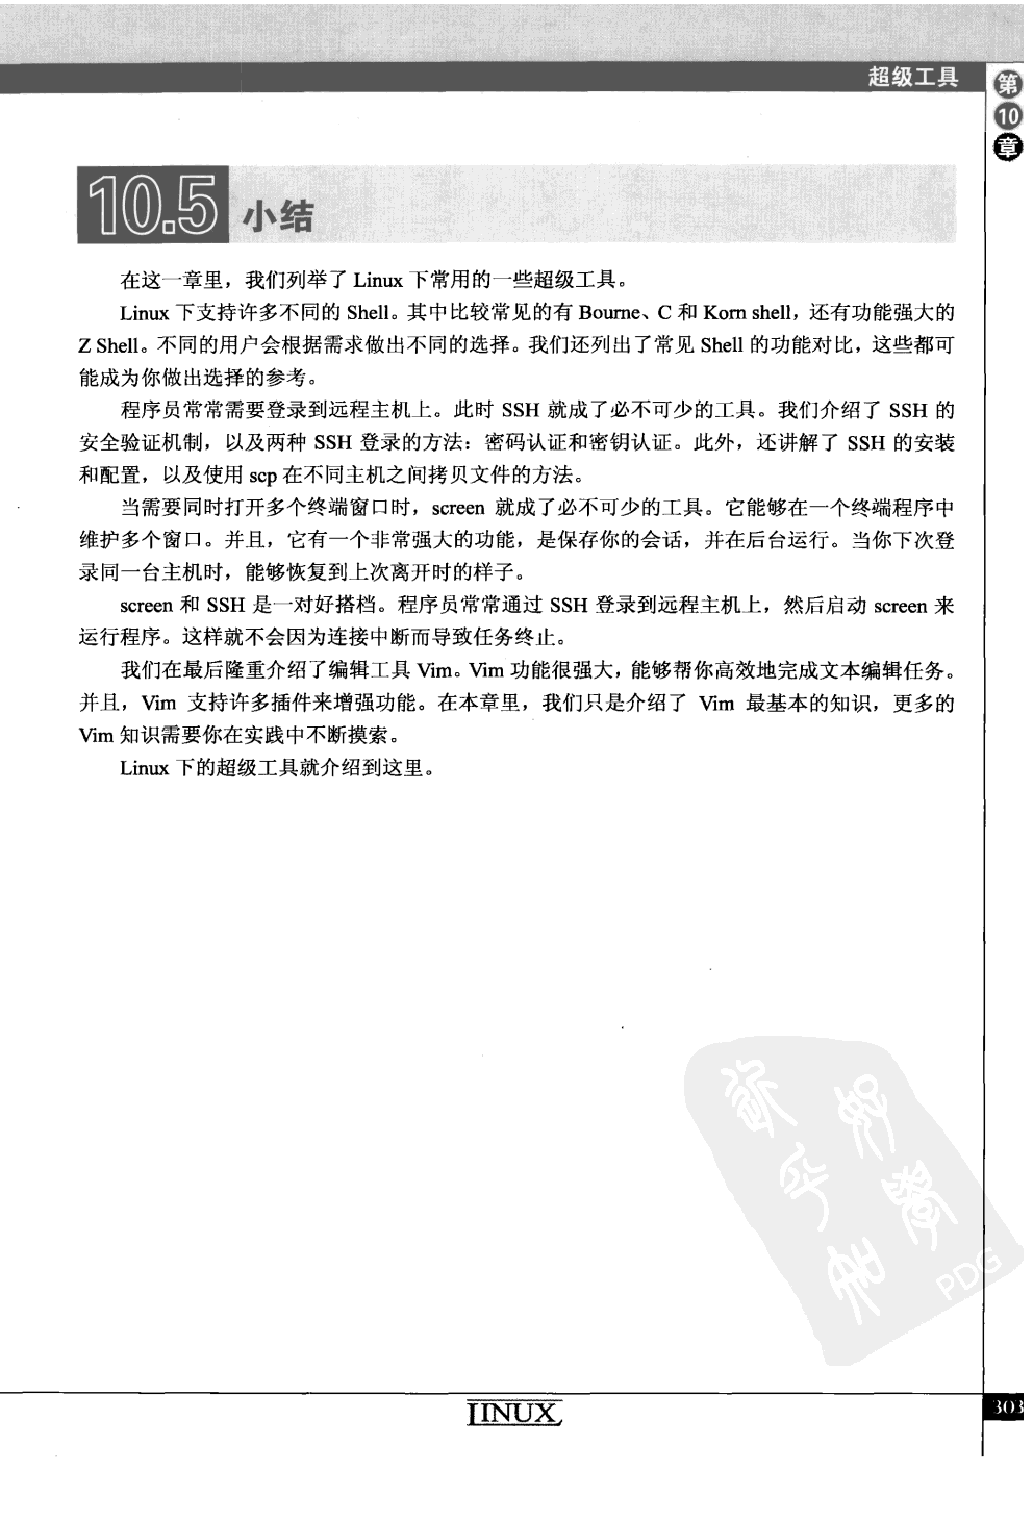 超级工具
第
10
章
10.5 小结
在这一章里，我们列举了 Linux 下常用的一些超级工具。
Linux 下支持许多不同的 Shell。其中比较常见的有 Bourne、C 和 Korn shell，还有功能强大的
Z Shell。不同的用户会根据需求做出不同的选择。我们还列出了常见 Shell 的功能对比，这些都可
能成为你做出选择的参考。
程序员常常需要登录到远程主机上。此时 SSH 就成了必不可少的工具。我们介绍了 SSH 的
安全验证机制，以及两种 SSH 登录的方法：密码认证和密钥认证。此外，还讲解了 SSH 的安装
和配置，以及使用 scp 在不同主机之间拷贝文件的方法。
当需要同时打开多个终端窗口时，screen 就成了必不可少的工具。它能够在一个终端程序中
维护多个窗口。并且，它有一个非常强大的功能，是保存你的会话，并在后台运行。当你下次登
录同一台主机时，能够恢复到上次离开时的样子。
screen 和 SSH 是一对好搭档。程序员常常通过 SSH 登录到远程主机上，然后启动 screen 来
运行程序。这样就不会因为连接中断而导致任务终止。
我们在最后隆重介绍了编辑工具 Vim。Vim 功能很强大，能够帮你高效地完成文本编辑任务。
并且，Vim 支持许多插件来增强功能。在本章里，我们只是介绍了 Vim 最基本的知识，更多的
Vim 知识需要你在实践中不断摸索。
Linux 下的超级工具就介绍到这里。
PDG
LINUX
303